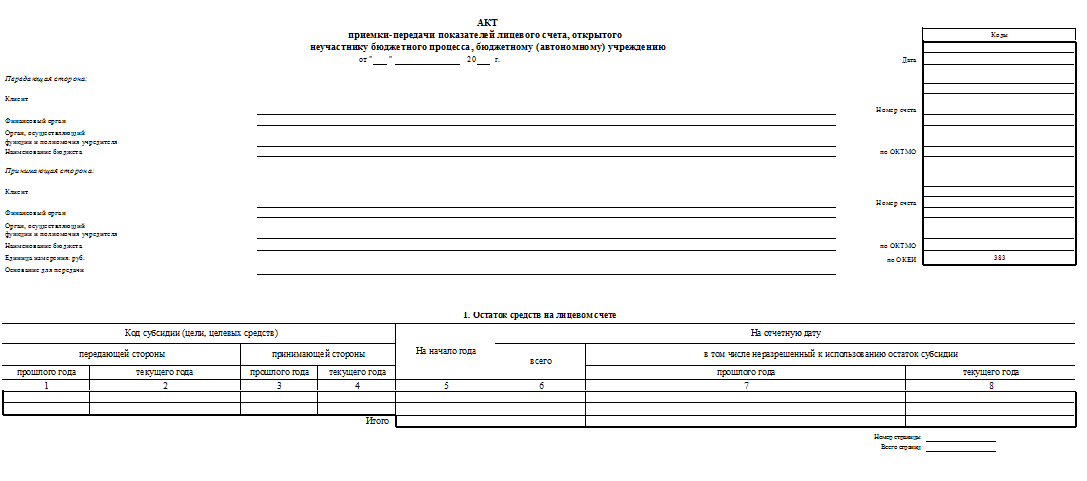 АКТ
приемки-передачи показателей лицевого счета, открытого
неучастнику бюджетного процесса, бюджетному (автономному) учреждению
от "___" ____________ 20___ г.
Коды
Дата
Передающая сторона:
Клиент
Номер счета
Финансовый орган
Орган, осуществляющий
функции и полномочия учредителя
Наименование бюджета
по ОКТМО
Принимающая сторона:
Клиент
Номер счета
Финансовый орган
Орган, осуществляющий
функции и полномочия учредителя
Наименование бюджета
по ОКТМО
Единица измерения: руб.
по ОКЕИ 383
Основание для передачи
1. Остаток средств на лицевом счете
Код субсидии (цели, целевых средств) На начало года На отчетную дату
передающей стороны принимающей стороны всего в том числе неразрешенный к использованию остаток субсидии
прошлого года текущего года прошлого года текущего года прошлого года текущего года
1 2 3 4 5 6 7 8
Итого
Номер страницы
Всего страниц